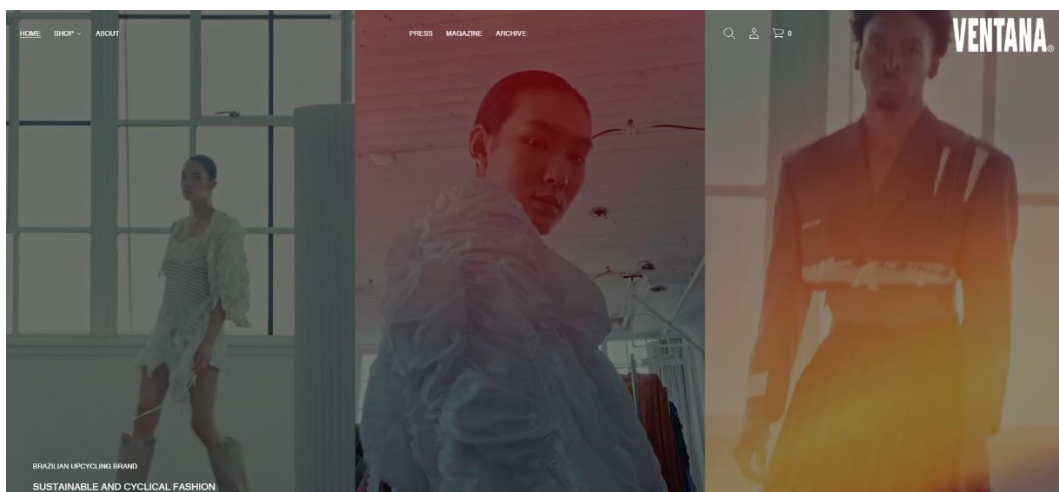 HOME SHOP ABOUT
PRESS MAGAZINE ARCHIVE
0
VENTANA®
BRAZILIAN UPCYCLING BRAND
SUSTAINABLE AND CYCLICAL FASHION